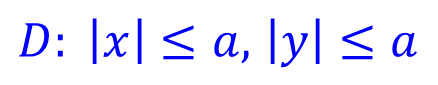 D: |x| ≤ a, |y| ≤ a